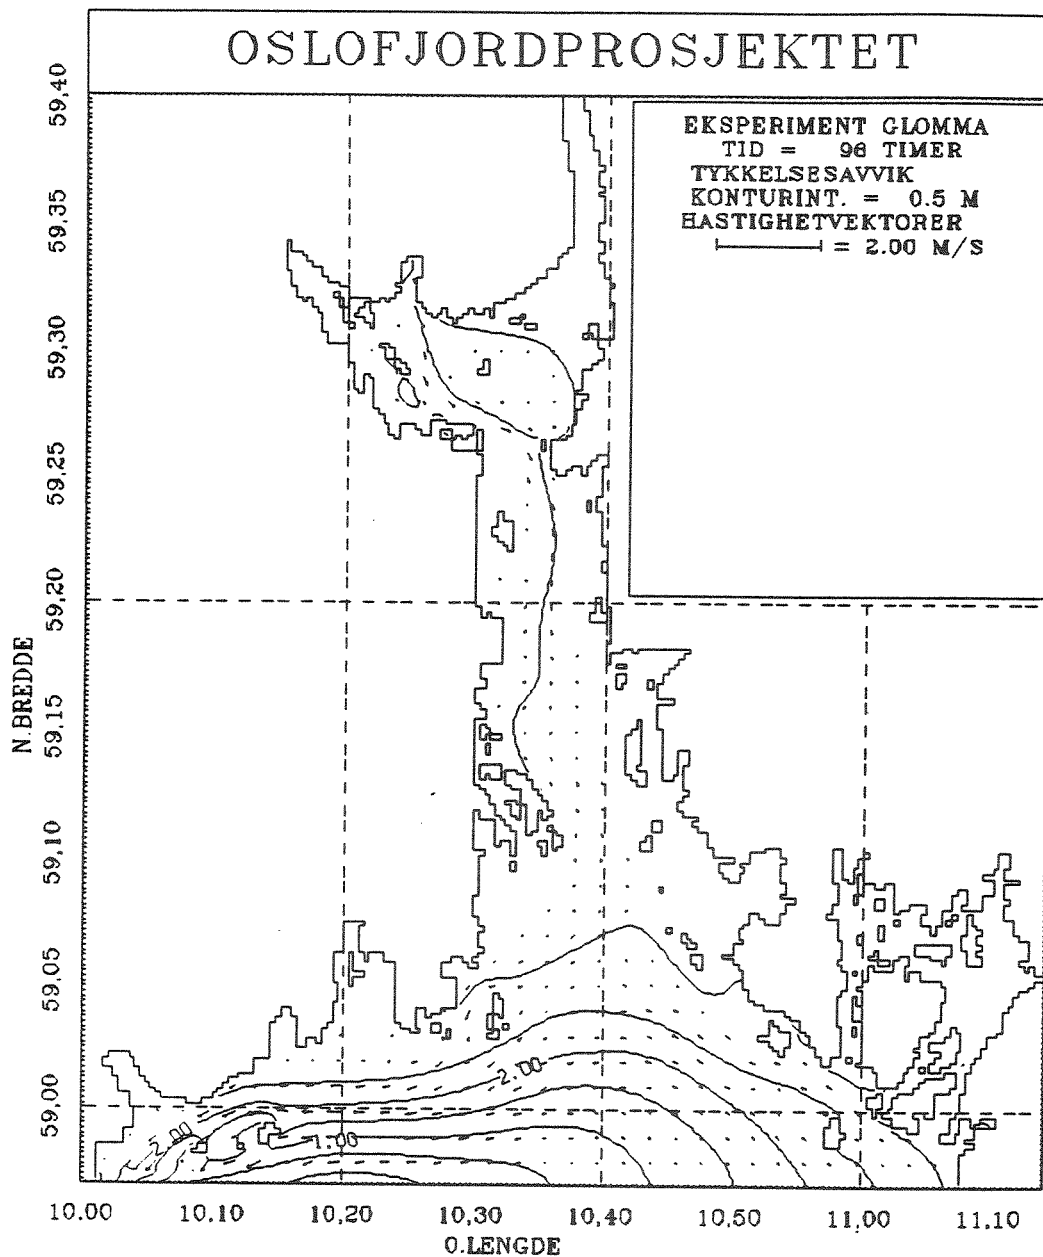 OSLOFJORDPROSJEKTET
EKSPERIMENT GLOMMA
TID = 96 TIMER
TYKKELSESAVVIK
KONTURINT. = 0.5 M
HASTIGHETVEKTORER
= 2.00 M/S
59,40
59,35
59,30
59,25
59,20
59,15
59,10
59,05
59,00
N.BREDDE
2.00
2.00
1.00
10.00 10,10 10,20 10,30 10,40 10,50 11,00 11.10
O.LENGDE